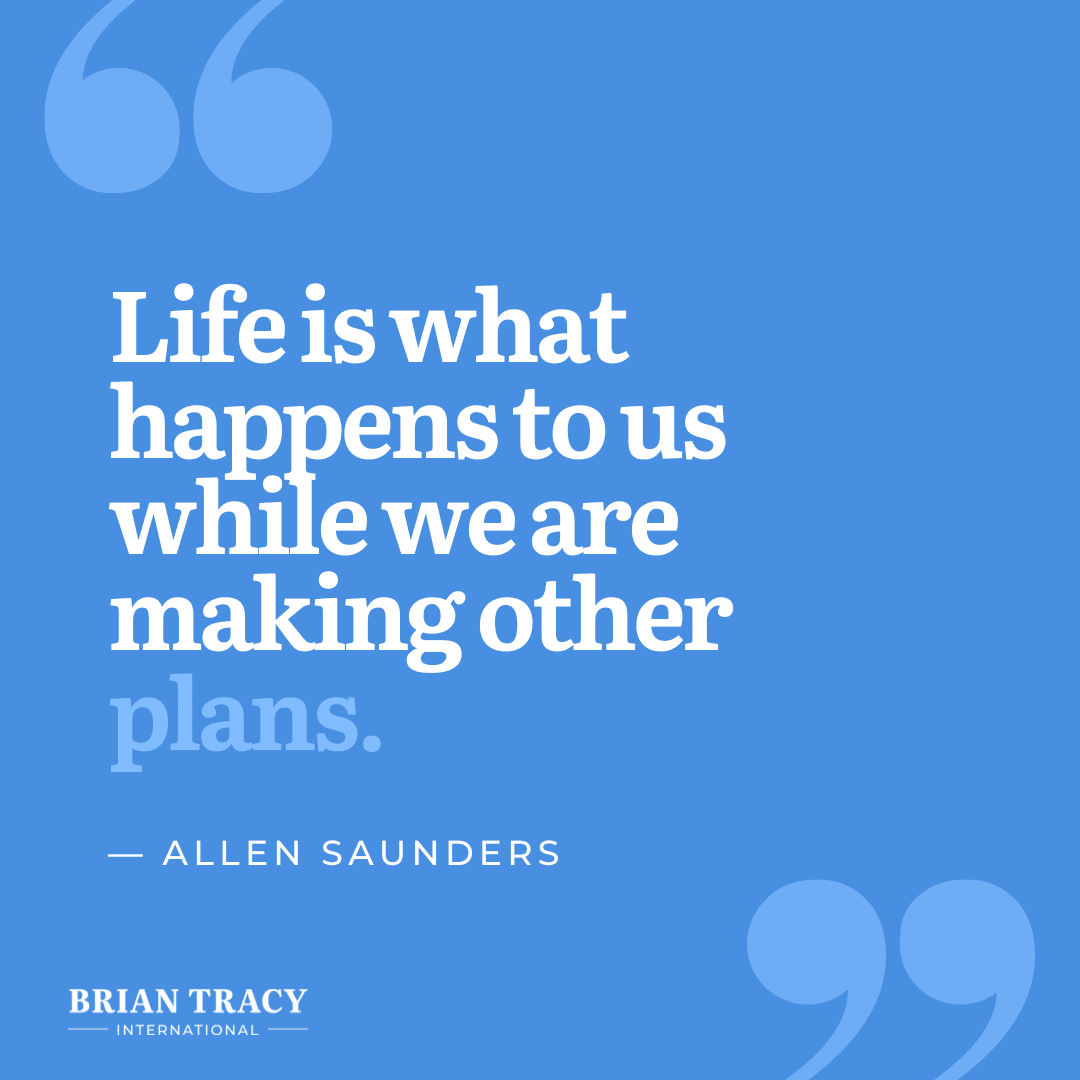 Life is what
happens to us
while we are
making other
plans.
— ALLEN SAUNDERS
BRIAN TRACY
INTERNATIONAL